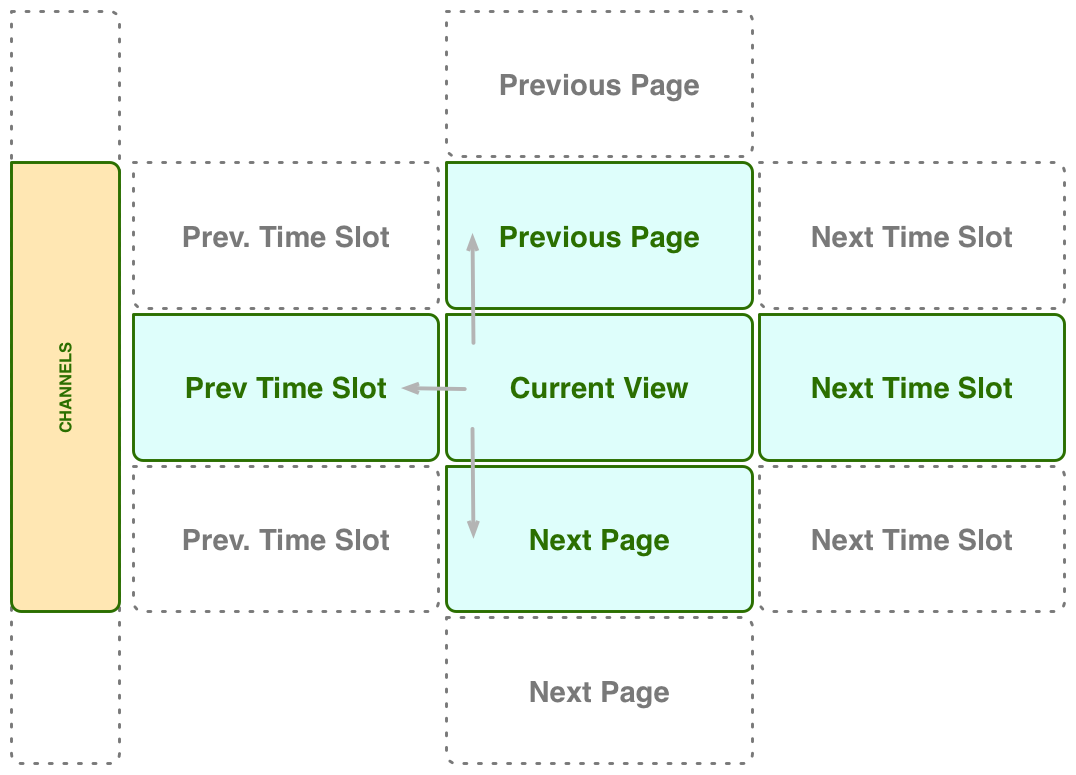 Previous Page
Prev. Time Slot
Previous Page
Next Time Slot
CHANNELS
Prev Time Slot
Current View
Next Time Slot
Prev. Time Slot
Next Page
Next Time Slot
Next Page